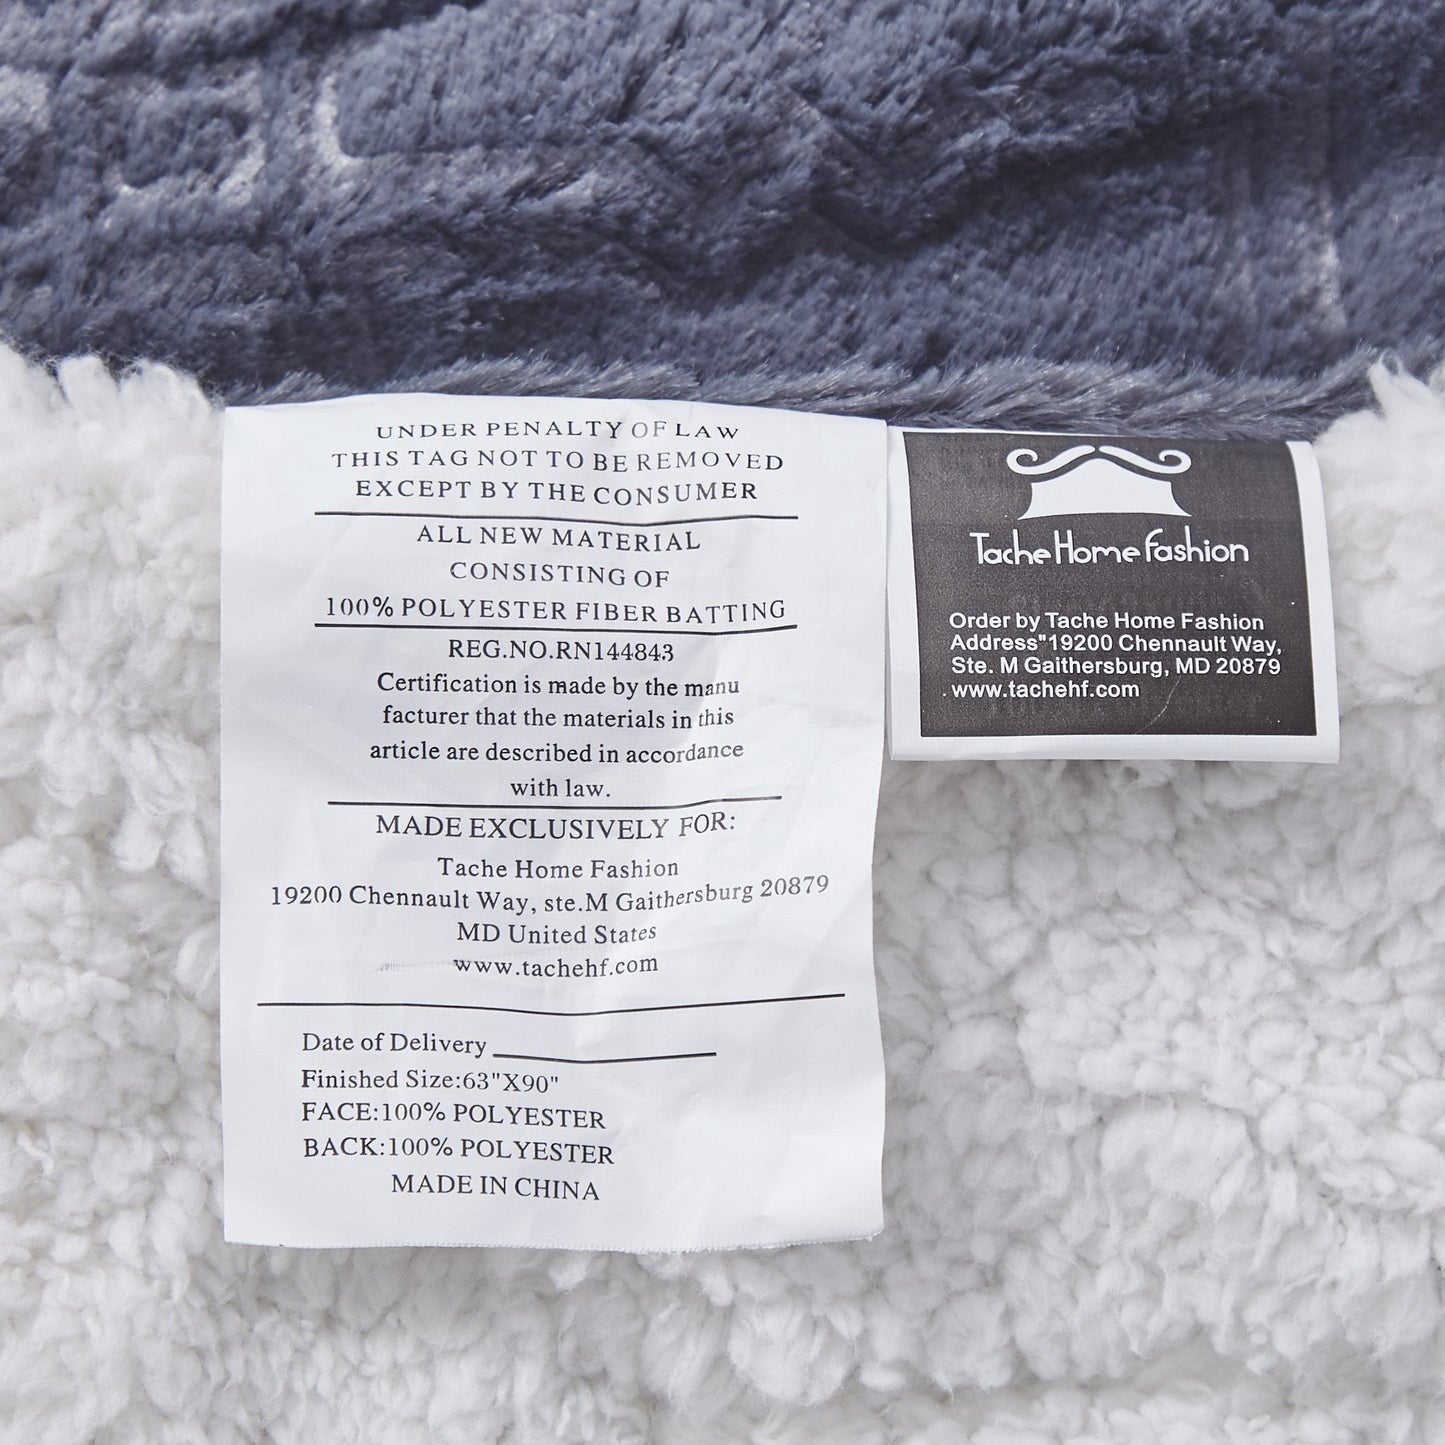 UNDER PENALTY OF LAW
THIS TAG NOT TO BE REMOVED
EXCEPT BY THE CONSUMER
ALL NEW MATERIAL
CONSISTING OF
100% POLYESTER FIBER BATTING
REG.NO.RN144843
Certification is made by the manu
facturer that the materials in this
article are described in accordance
with law.
MADE EXCLUSIVELY FOR:
Tache Home Fashion
19200 Chennault Way, ste.M Gaithersburg 20879
MD United States
www.tachehf.com
Date of Delivery
Finished Size:63"X90"
FACE:100% POLYESTER
BACK:100% POLYESTER
MADE IN CHINA
Tache Home Fashion
Order by Tache Home Fashion
Address"19200 Chennault Way,
Ste. M Gaithersburg, MD 20879
www.tachehf.com